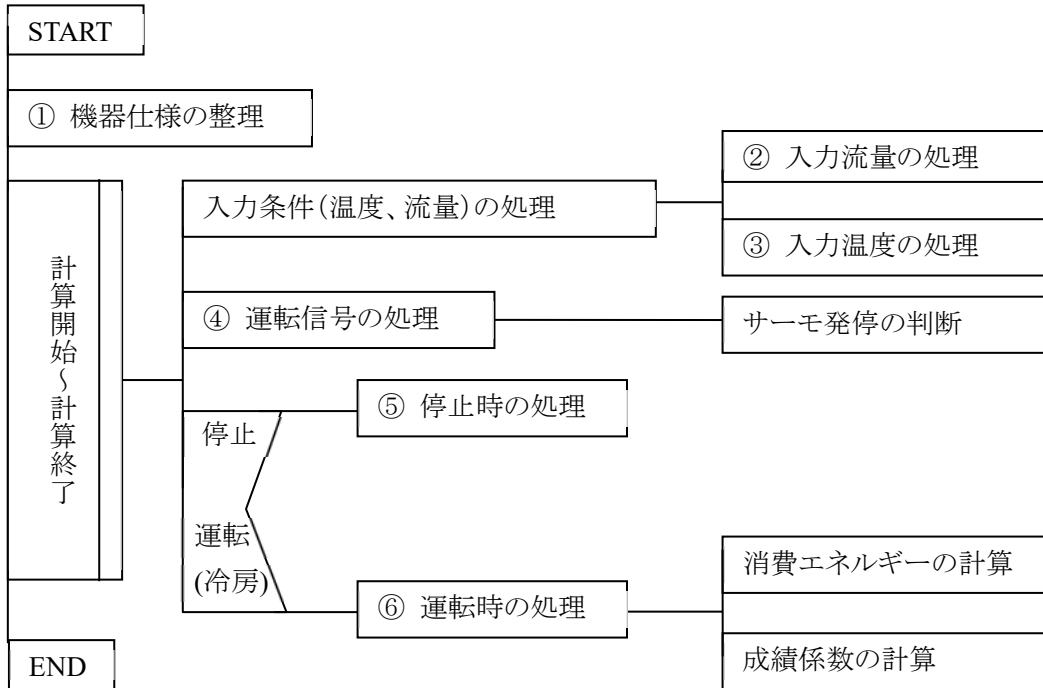 START
① 機器仕様の整理
計算開始～計算終了
入力条件(温度、流量)の処理
② 入力流量の処理
③ 入力温度の処理
④ 運転信号の処理
サーモ発停の判断
停止
⑤ 停止時の処理
運転
(冷房)
⑥ 運転時の処理
消費エネルギーの計算
成績係数の計算
END